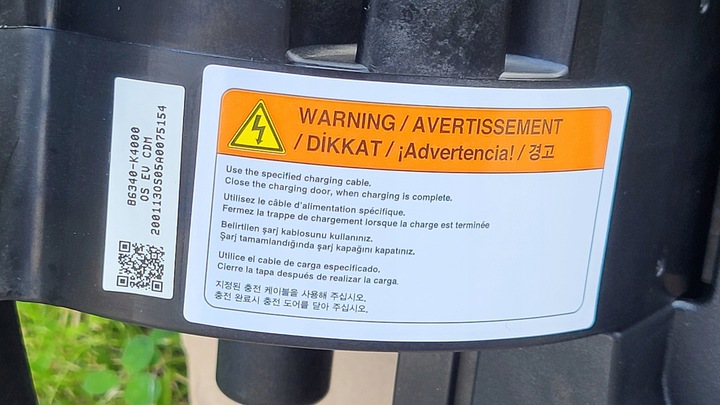 86340-K4000
OS EV CDM
200113OS05A0075154
WARNING / AVERTISSEMENT
/ DİKKAT / ¡Advertencia! / 경고
Use the specified charging cable.
Close the charging door, when charging is complete.
Utilisez le câble d'alimentation spécifique.
Fermez la trappe de chargement lorsque la charge est terminée
Belirtilen şarj kablosunu kullanınız.
Şarj tamamlandığında şarj kapağını kapatınız.
Utilice el cable de carga especificado.
Cierre la tapa después de realizar la carga.
지정된 충전 케이블을 사용해 주십시오.
충전 완료시 충전 도어를 닫아 주십시오.